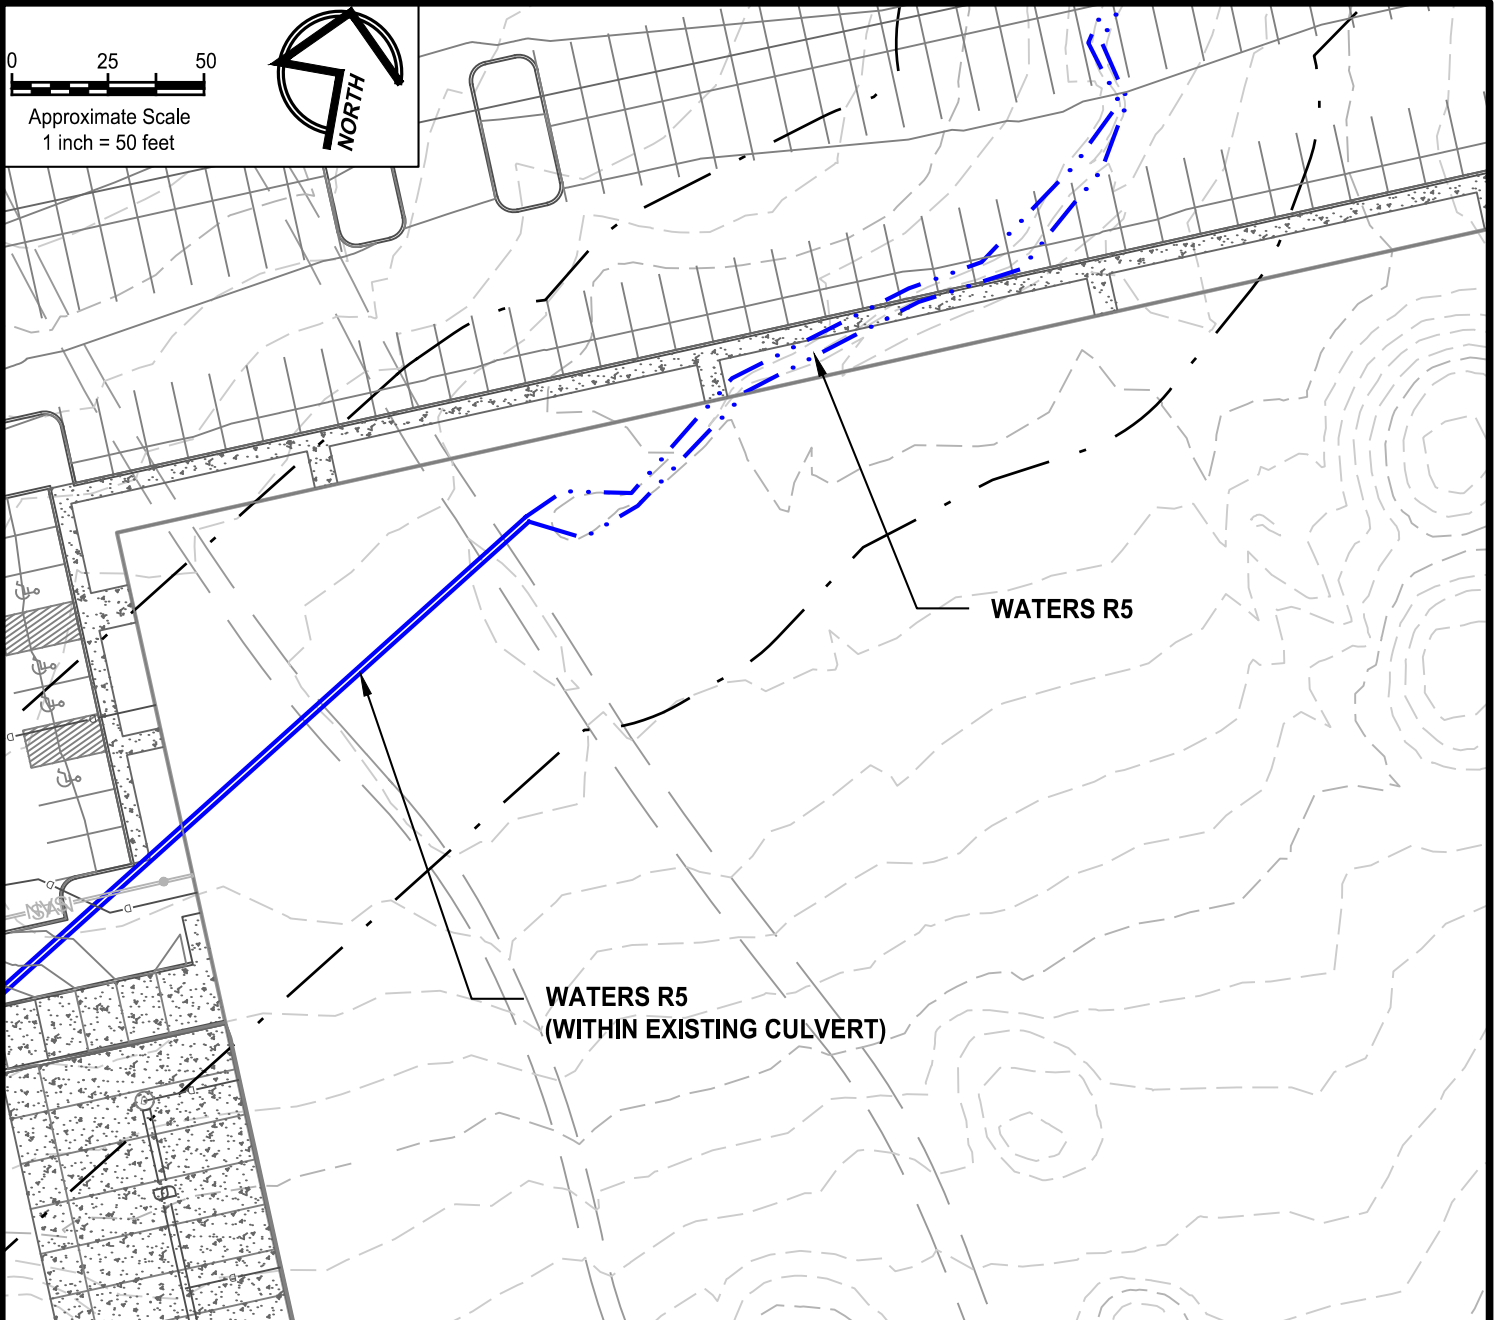 0 25 50
Approximate Scale
1 inch = 50 feet
NORTH
WATERS R5
WATERS R5
(WITHIN EXISTING CULVERT)
D
D
D
D
D
D
D